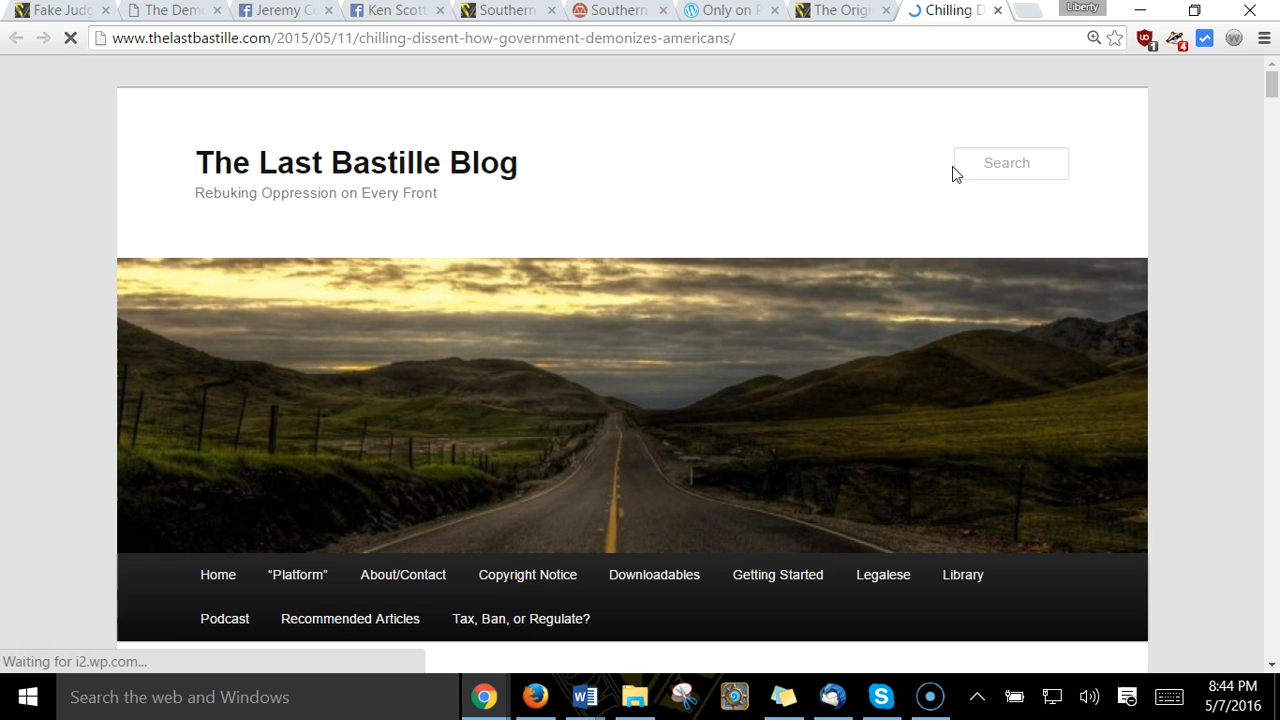 Fake Judg × The Dem × Jeremy C × Ken Scott × Southern × Southern × Only on × The Origi × Chilling D × Liberty
www.thelastbastille.com/2015/05/11/chilling-dissent-how-government-demonizes-americans/
1 4 W
The Last Bastille Blog
Search
Rebuking Oppression on Every Front
Home “Platform” About/Contact Copyright Notice Downloadables Getting Started Legalese Library
Podcast Recommended Articles Tax, Ban, or Regulate?
Waiting for i2.wp.com...
Search the web and Windows
8:44 PM
5/7/2016